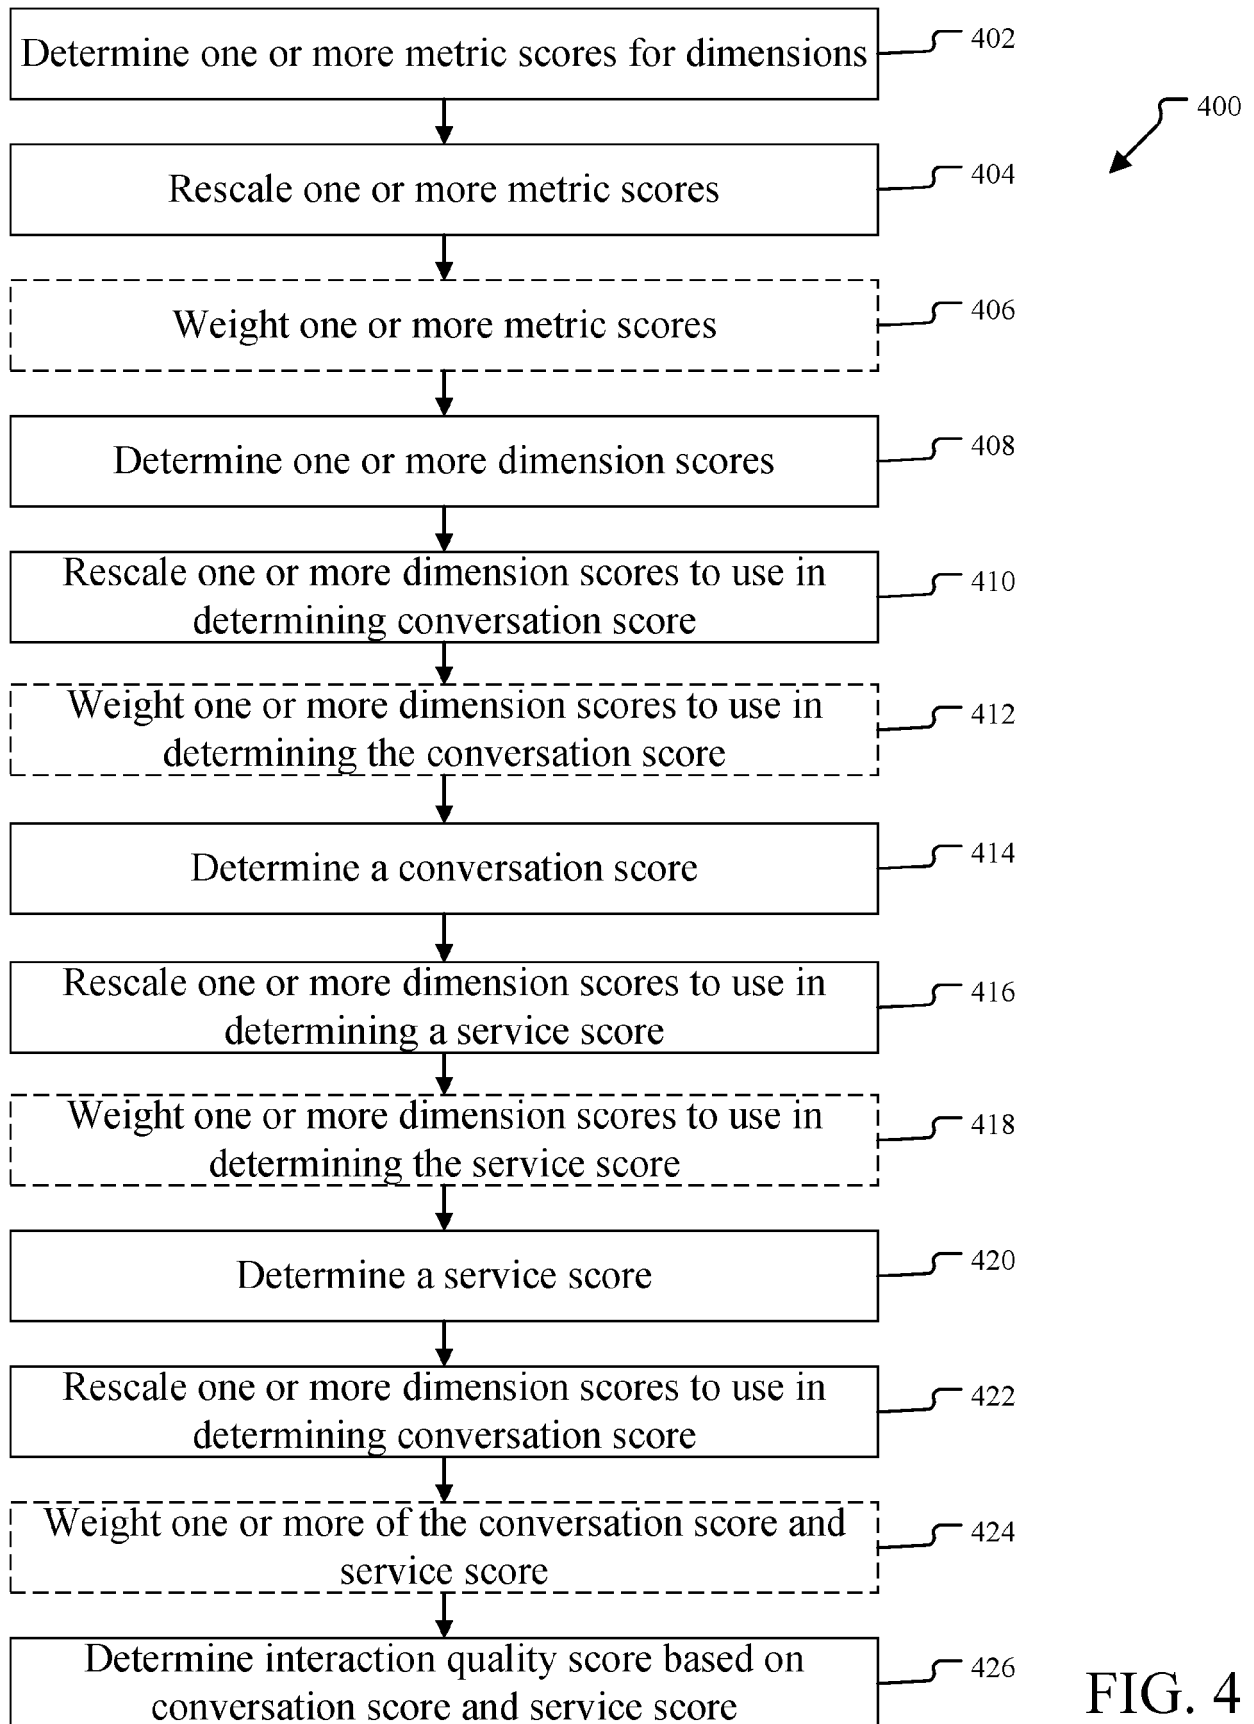 Determine one or more metric scores for dimensions
402
400
Rescale one or more metric scores
404
Weight one or more metric scores
406
Determine one or more dimension scores
408
Rescale one or more dimension scores to use in
determining conversation score
410
Weight one or more dimension scores to use in
determining the conversation score
412
Determine a conversation score
414
Rescale one or more dimension scores to use in
determining a service score
416
Weight one or more dimension scores to use in
determining the service score
418
Determine a service score
420
Rescale one or more dimension scores to use in
determining conversation score
422
Weight one or more of the conversation score and
service score
424
Determine interaction quality score based on
conversation score and service score
426
FIG. 4